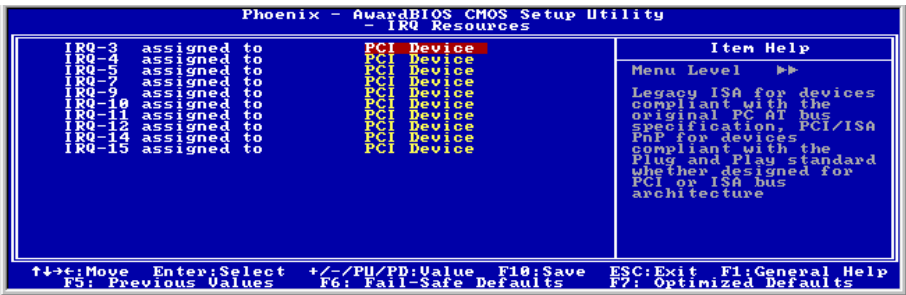 Phoenix - AwardBIOS CMOS Setup Utility
- IRQ Resources
IRQ-3 assigned to PCI Device
IRQ-4 assigned to PCI Device
IRQ-5 assigned to PCI Device
IRQ-7 assigned to PCI Device
IRQ-9 assigned to PCI Device
IRQ-10 assigned to PCI Device
IRQ-11 assigned to PCI Device
IRQ-12 assigned to PCI Device
IRQ-14 assigned to PCI Device
IRQ-15 assigned to PCI Device
Item Help
Menu Level ▶▶
Legacy ISA for devices
compliant with the
original PC AT bus
specification, PCI/ISA
PnP for devices
compliant with the
Plug and Play standard
whether designed for
PCI or ISA bus
architecture
↑↓→←:Move Enter:Select +/-/PU/PD:Value F10:Save ESC:Exit F1:General Help
F5: Previous Values F6: Fail-Safe Defaults F7: Optimized Defaults